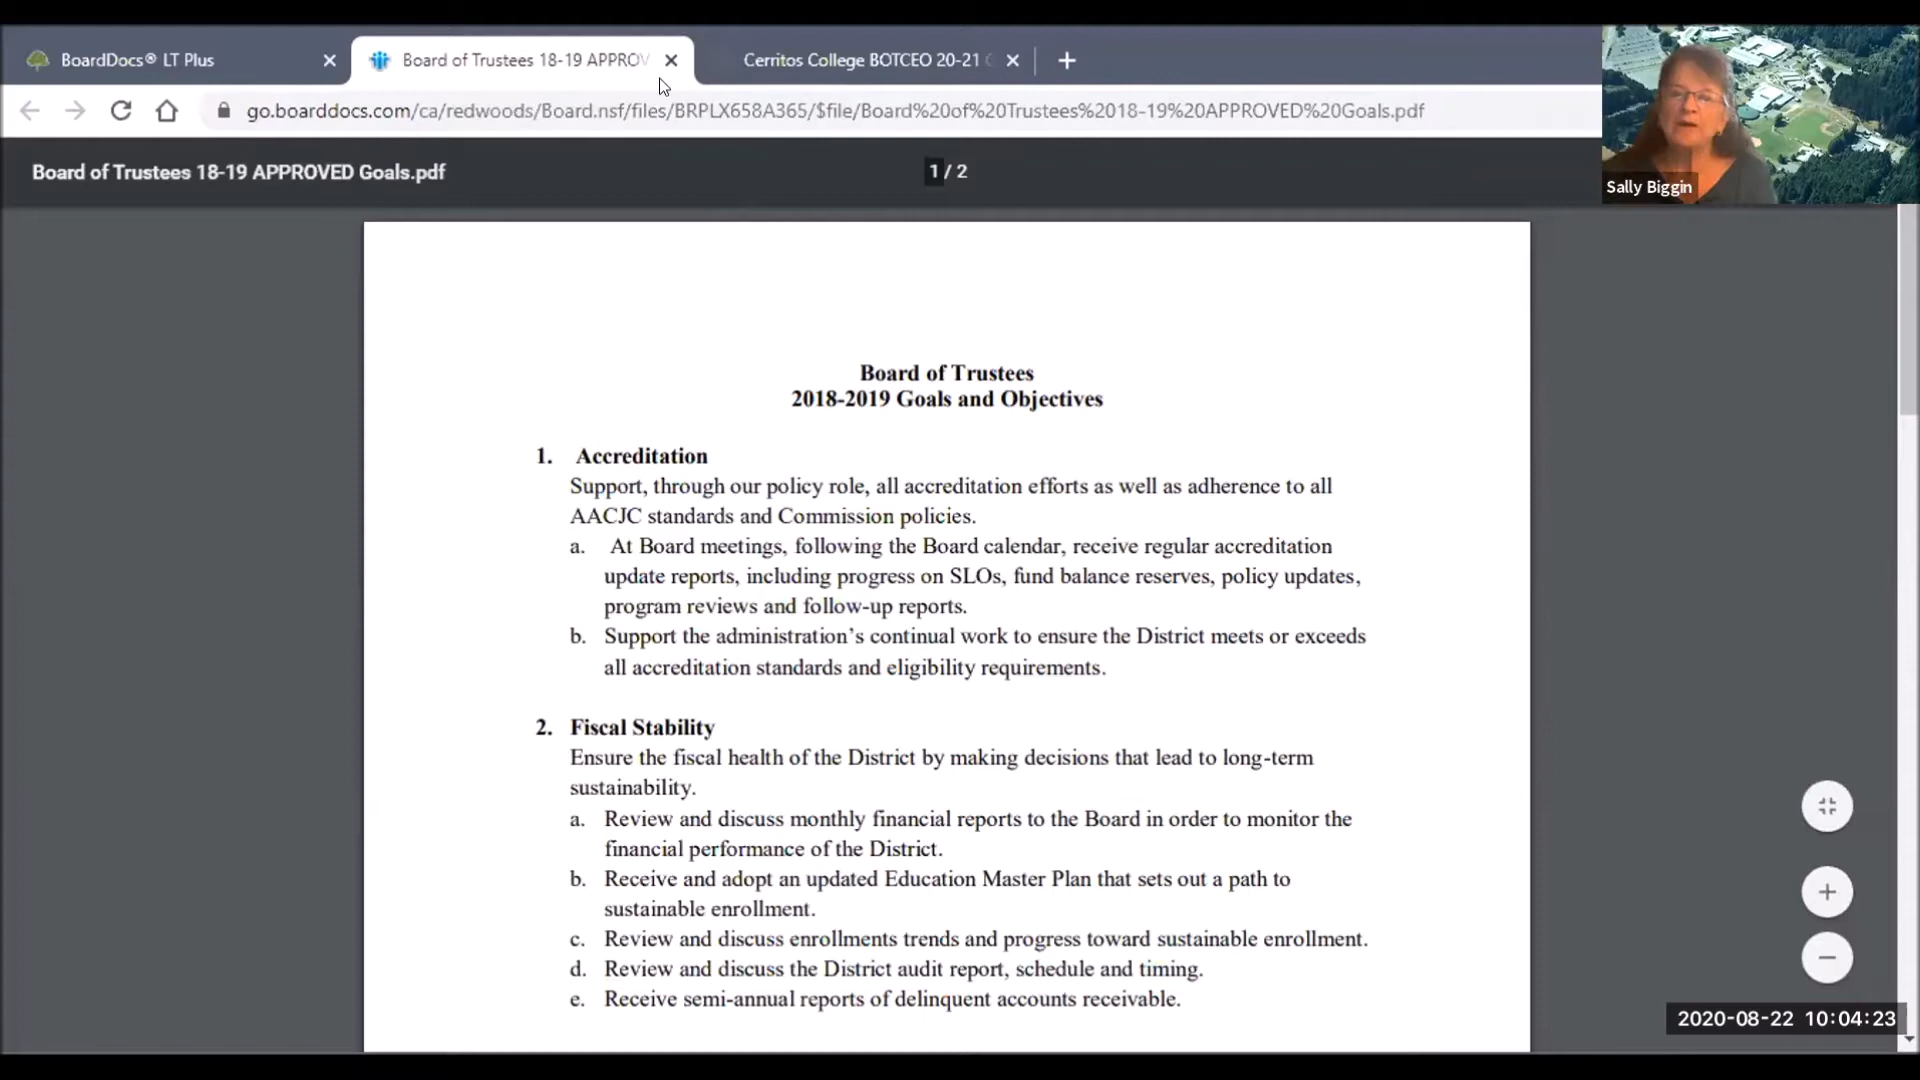 BoardDocs® LT Plus
Board of Trustees 18-19 APPROV
Cerritos College BOTCEO 20-21
go.boarddocs.com/ca/redwoods/Board.nsf/files/BRPLX658A365/$file/Board%20of%20Trustees%2018-19%20APPROVED%20Goals.pdf
Sally Biggin
Board of Trustees 18-19 APPROVED Goals.pdf
1 / 2
Board of Trustees
2018-2019 Goals and Objectives
1. Accreditation
Support, through our policy role, all accreditation efforts as well as adherence to all
AACJC standards and Commission policies.
a. At Board meetings, following the Board calendar, receive regular accreditation
update reports, including progress on SLOs, fund balance reserves, policy updates,
program reviews and follow-up reports.
b. Support the administration’s continual work to ensure the District meets or exceeds
all accreditation standards and eligibility requirements.
2. Fiscal Stability
Ensure the fiscal health of the District by making decisions that lead to long-term
sustainability.
a. Review and discuss monthly financial reports to the Board in order to monitor the
financial performance of the District.
b. Receive and adopt an updated Education Master Plan that sets out a path to
sustainable enrollment.
c. Review and discuss enrollments trends and progress toward sustainable enrollment.
d. Review and discuss the District audit report, schedule and timing.
e. Receive semi-annual reports of delinquent accounts receivable.
2020-08-22 10:04:23